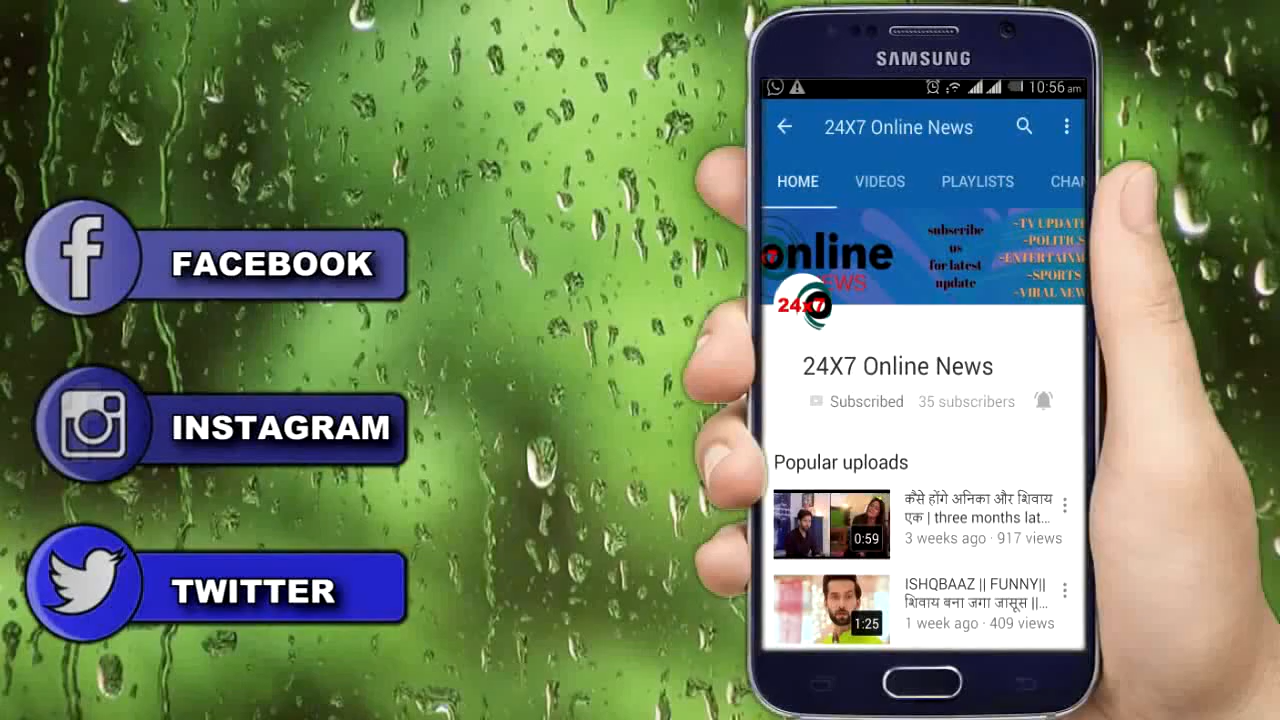 FACEBOOK
INSTAGRAM
TWITTER
SAMSUNG
10:56 am
24X7 Online News
HOME VIDEOS PLAYLISTS CHAN
online
NEWS
subscribe
us
for latest
update
~TV UPDATE
~POLITICS
~ENTERTAINM
~SPORTS
~VIRAL NEW
24x7
24X7 Online News
Subscribed 35 subscribers
Popular uploads
0:59
कैसे होंगे अनिका और शिवाय
एक | three months lat...
3 weeks ago · 917 views
1:25
ISHQBAAZ || FUNNY||
शिवाय बना जगा जासूस ||...
1 week ago · 409 views